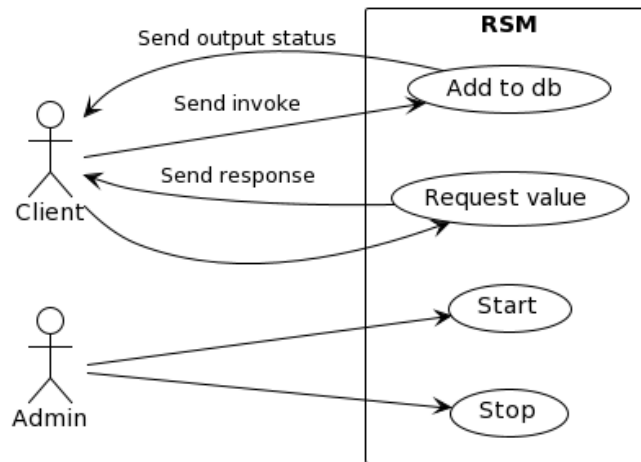 RSM
Send output status
Add to db
Send invoke
Send response
Request value
Client
Start
Admin
Stop